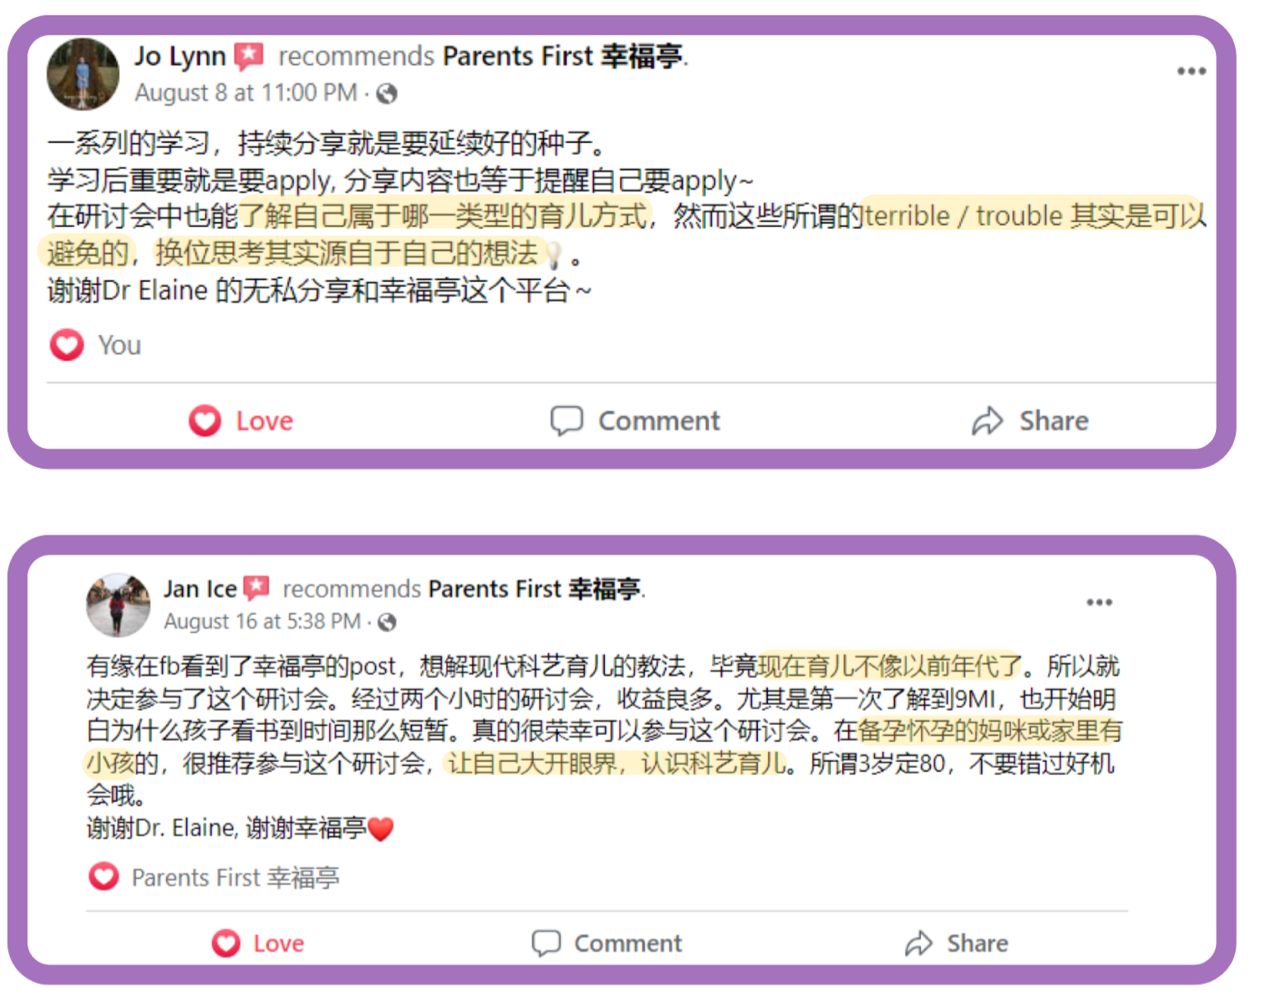 Jo Lynn recommends Parents First 幸福亭.
August 8 at 11:00 PM ·
一系列的学习，持续分享就是要延续好的种子。
学习后重要就是要apply, 分享内容也等于提醒自己要apply~
在研讨会中也能了解自己属于哪一类型的育儿方式，然而这些所谓的terrible / trouble 其实是可以
避免的，换位思考其实源自于自己的想法💡。
谢谢Dr Elaine 的无私分享和幸福亭这个平台~
You
Love Comment Share
Jan Ice recommends Parents First 幸福亭.
August 16 at 5:38 PM ·
有缘在fb看到了幸福亭的post，想解现代科艺育儿的教法，毕竟现在育儿不像以前年代了。所以就
决定参与了这个研讨会。经过两个小时的研讨会，收益良多。尤其是第一次了解到9MI，也开始明
白为什么孩子看书到时间那么短暂。真的很荣幸可以参与这个研讨会。在备孕怀孕的妈咪或家里有
小孩的，很推荐参与这个研讨会，让自己大开眼界，认识科艺育儿。所谓3岁定80，不要错过好机
会哦。
谢谢Dr. Elaine, 谢谢幸福亭❤️
Parents First 幸福亭
Love Comment Share